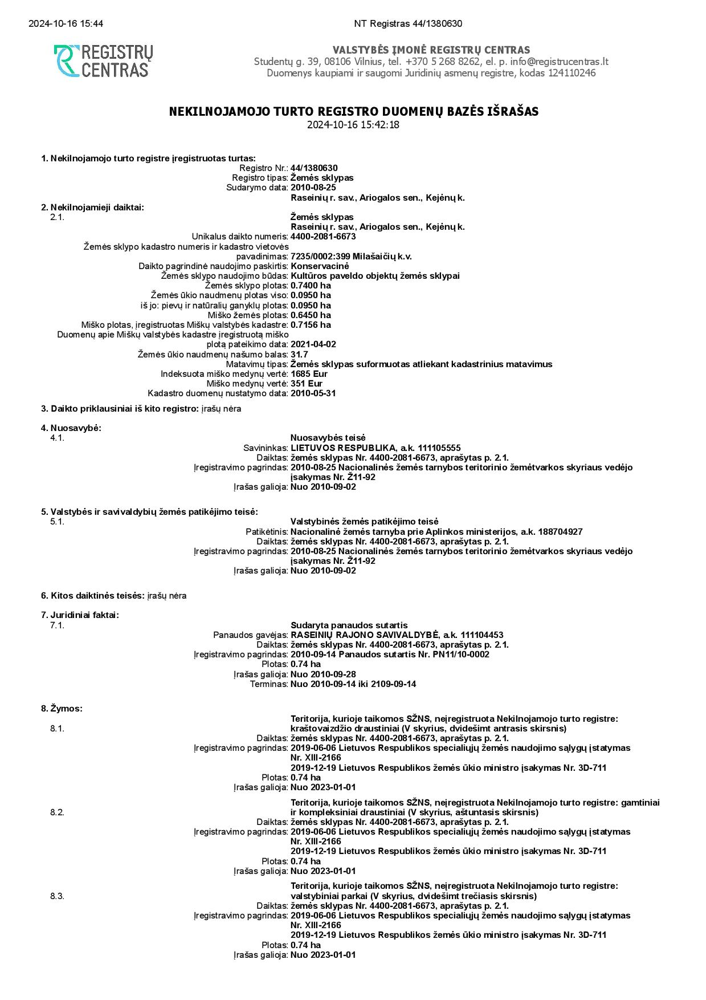 2024-10-16 15:44
NT Registras 44/1380630
REGISTRŲ
CENTRAS
VALSTYBĖS ĮMONĖ REGISTRŲ CENTRAS
Studentų g. 39, 08106 Vilnius, tel. +370 5 268 8262, el. p. info@registrucentras.lt
Duomenys kaupiami ir saugomi Juridinių asmenų registre, kodas 124110246
NEKILNOJAMOJO TURTO REGISTRO DUOMENŲ BAZĖS IŠRAŠAS
2024-10-16 15:42:18
1. Nekilnojamojo turto registre įregistruotas turtas:
Registro Nr.: 44/1380630
Registro tipas: Žemės sklypas
Sudarymo data: 2010-08-25
Raseinių r. sav., Ariogalos sen., Kejėnų k.
2. Nekilnojamieji daiktai:
2.1. Žemės sklypas
Raseinių r. sav., Ariogalos sen., Kejėnų k.
Unikalus daikto numeris: 4400-2081-6673
Žemės sklypo kadastro numeris ir kadastro vietovės
pavadinimas: 7235/0002:399 Milašaičių k.v.
Daikto pagrindinė naudojimo paskirtis: Konservacinė
Žemės sklypo naudojimo būdas: Kultūros paveldo objektų žemės sklypai
Žemės sklypo plotas: 0.7400 ha
Žemės ūkio naudmenų plotas viso: 0.0950 ha
iš jo: pievų ir natūralių ganyklų plotas: 0.0950 ha
Miško žemės plotas: 0.6450 ha
Miško plotas, įregistruotas Miškų valstybės kadastre: 0.7156 ha
Duomenų apie Miškų valstybės kadastre įregistruotą miško
plotą pateikimo data: 2021-04-02
Žemės ūkio naudmenų našumo balas: 31.7
Matavimų tipas: Žemės sklypas suformuotas atliekant kadastrinius matavimus
Indeksuota miško medynų vertė: 1685 Eur
Miško medynų vertė: 351 Eur
Kadastro duomenų nustatymo data: 2010-05-31
3. Daikto priklausiniai iš kito registro: įrašų nėra
4. Nuosavybė:
4.1. Nuosavybės teisė
Savininkas: LIETUVOS RESPUBLIKA, a.k. 111105555
Daiktas: žemės sklypas Nr. 4400-2081-6673, aprašytas p. 2.1.
Įregistravimo pagrindas: 2010-08-25 Nacionalinės žemės tarnybos teritorinio žemėtvarkos skyriaus vedėjo
įsakymas Nr. Ž11-92
Įrašas galioja: Nuo 2010-09-02
5. Valstybės ir savivaldybių žemės patikėjimo teisė:
5.1. Valstybinės žemės patikėjimo teisė
Patikėtinis: Nacionalinė žemės tarnyba prie Aplinkos ministerijos, a.k. 188704927
Daiktas: žemės sklypas Nr. 4400-2081-6673, aprašytas p. 2.1.
Įregistravimo pagrindas: 2010-08-25 Nacionalinės žemės tarnybos teritorinio žemėtvarkos skyriaus vedėjo
įsakymas Nr. Ž11-92
Įrašas galioja: Nuo 2010-09-02
6. Kitos daiktinės teisės: įrašų nėra
7. Juridiniai faktai:
7.1. Sudaryta panaudos sutartis
Panaudos gavėjas: RASEINIŲ RAJONO SAVIVALDYBĖ, a.k. 111104453
Daiktas: žemės sklypas Nr. 4400-2081-6673, aprašytas p. 2.1.
Įregistravimo pagrindas: 2010-09-14 Panaudos sutartis Nr. PN11/10-0002
Plotas: 0.74 ha
Įrašas galioja: Nuo 2010-09-28
Terminas: Nuo 2010-09-14 iki 2109-09-14
8. Žymos:
Teritorija, kurioje taikomos SŽNS, neįregistruota Nekilnojamojo turto registre:
8.1. kraštovaizdžio draustiniai (V skyrius, dvidešimt antrasis skirsnis)
Daiktas: žemės sklypas Nr. 4400-2081-6673, aprašytas p. 2.1.
Įregistravimo pagrindas: 2019-06-06 Lietuvos Respublikos specialiųjų žemės naudojimo sąlygų įstatymas
Nr. XIII-2166
2019-12-19 Lietuvos Respublikos žemės ūkio ministro įsakymas Nr. 3D-711
Plotas: 0.74 ha
Įrašas galioja: Nuo 2023-01-01
Teritorija, kurioje taikomos SŽNS, neįregistruota Nekilnojamojo turto registre: gamtiniai
8.2. ir kompleksiniai draustiniai (V skyrius, aštuntasis skirsnis)
Daiktas: žemės sklypas Nr. 4400-2081-6673, aprašytas p. 2.1.
Įregistravimo pagrindas: 2019-06-06 Lietuvos Respublikos specialiųjų žemės naudojimo sąlygų įstatymas
Nr. XIII-2166
2019-12-19 Lietuvos Respublikos žemės ūkio ministro įsakymas Nr. 3D-711
Plotas: 0.74 ha
Įrašas galioja: Nuo 2023-01-01
Teritorija, kurioje taikomos SŽNS, neįregistruota Nekilnojamojo turto registre:
8.3. valstybiniai parkai (V skyrius, dvidešimt trečiasis skirsnis)
Daiktas: žemės sklypas Nr. 4400-2081-6673, aprašytas p. 2.1.
Įregistravimo pagrindas: 2019-06-06 Lietuvos Respublikos specialiųjų žemės naudojimo sąlygų įstatymas
Nr. XIII-2166
2019-12-19 Lietuvos Respublikos žemės ūkio ministro įsakymas Nr. 3D-711
Plotas: 0.74 ha
Įrašas galioja: Nuo 2023-01-01